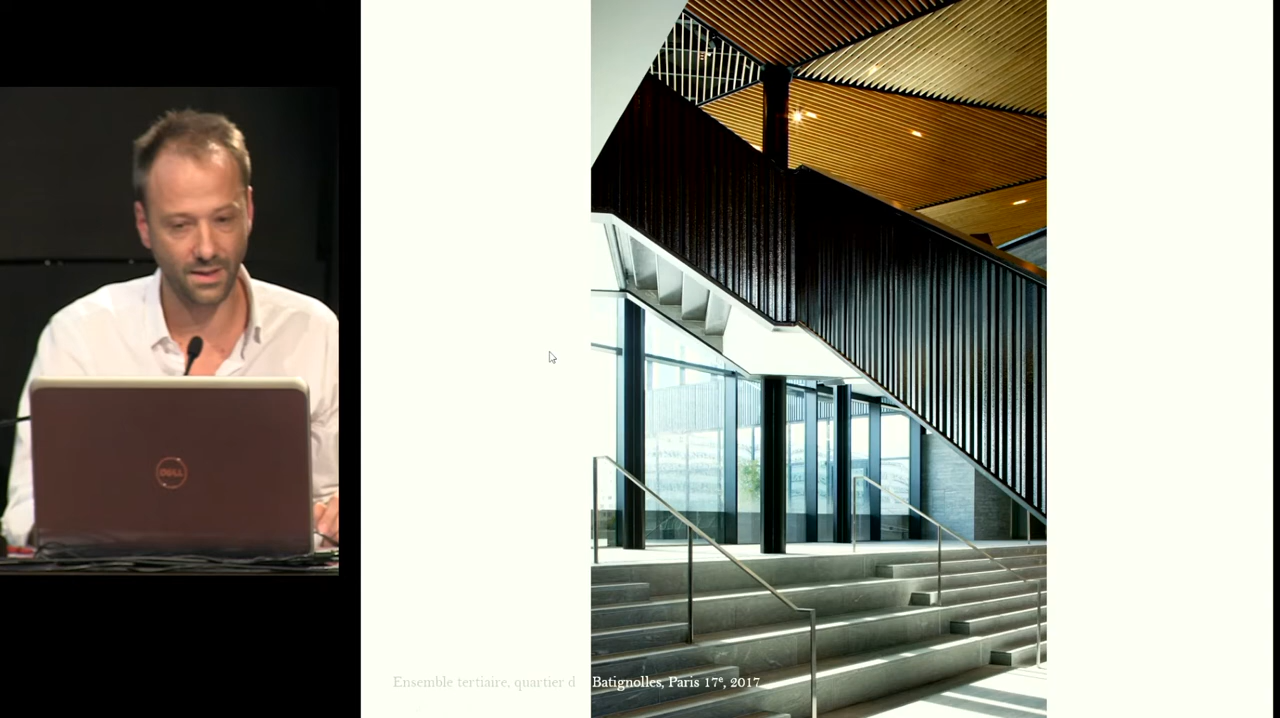 DELL
Ensemble tertiaire, quartier d Batignolles, Paris 17ᵉ, 2017